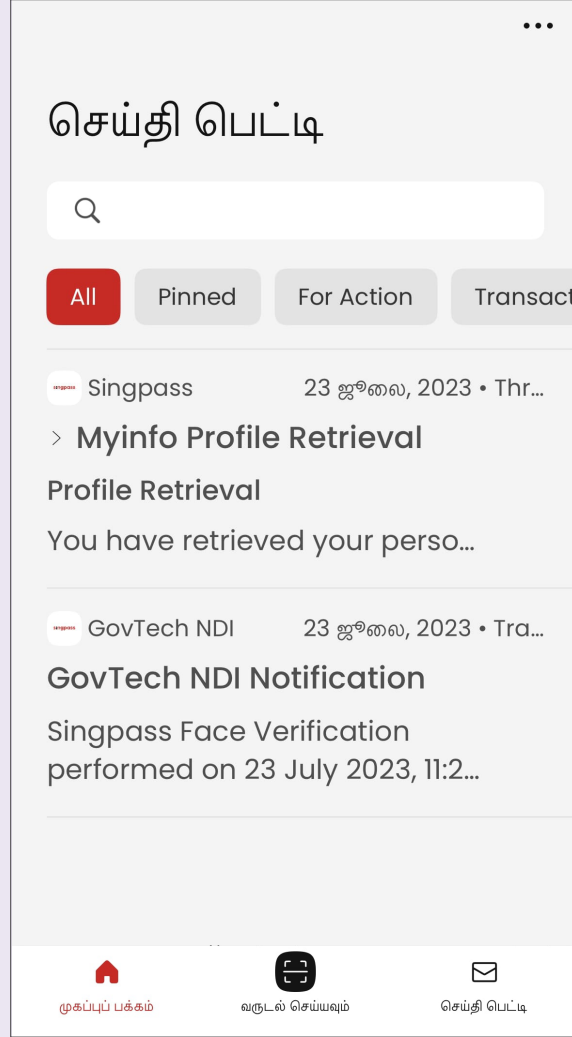 செய்தி பெட்டி
All Pinned For Action Transact
singpass Singpass 23 ஜூலை, 2023 • Thr...
> Myinfo Profile Retrieval
Profile Retrieval
You have retrieved your perso...
singpass GovTech NDI 23 ஜூலை, 2023 • Tra...
GovTech NDI Notification
Singpass Face Verification
performed on 23 July 2023, 11:2...
முகப்புப் பக்கம் வருடல் செய்யவும் செய்தி பெட்டி